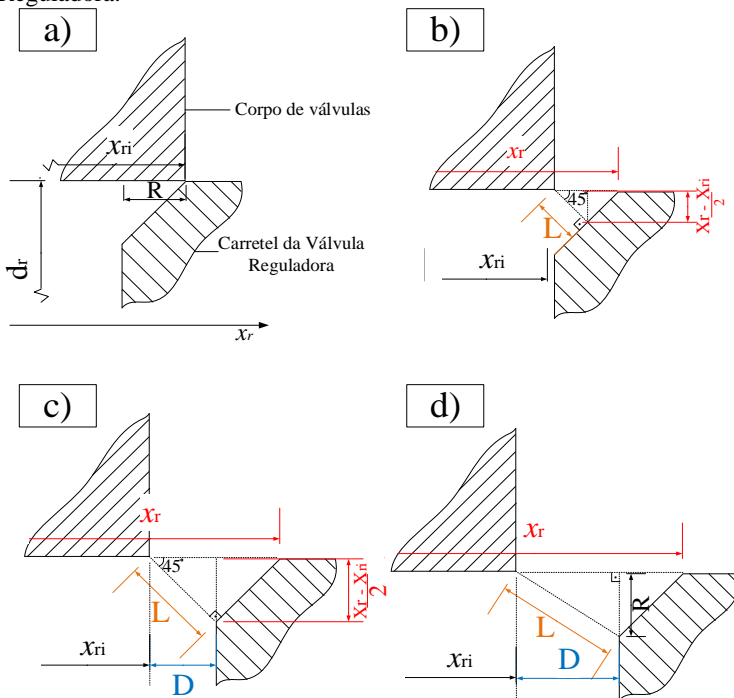 Reguladora.
a)
b)
Corpo de válvulas
xri
R
Carretel da Válvula
Reguladora
dr
xr
xr
45°
L
xri
Xr - Xri
2
c)
d)
xr
45°
L
xri
D
Xr - Xri
2
xr
R
L
xri
D